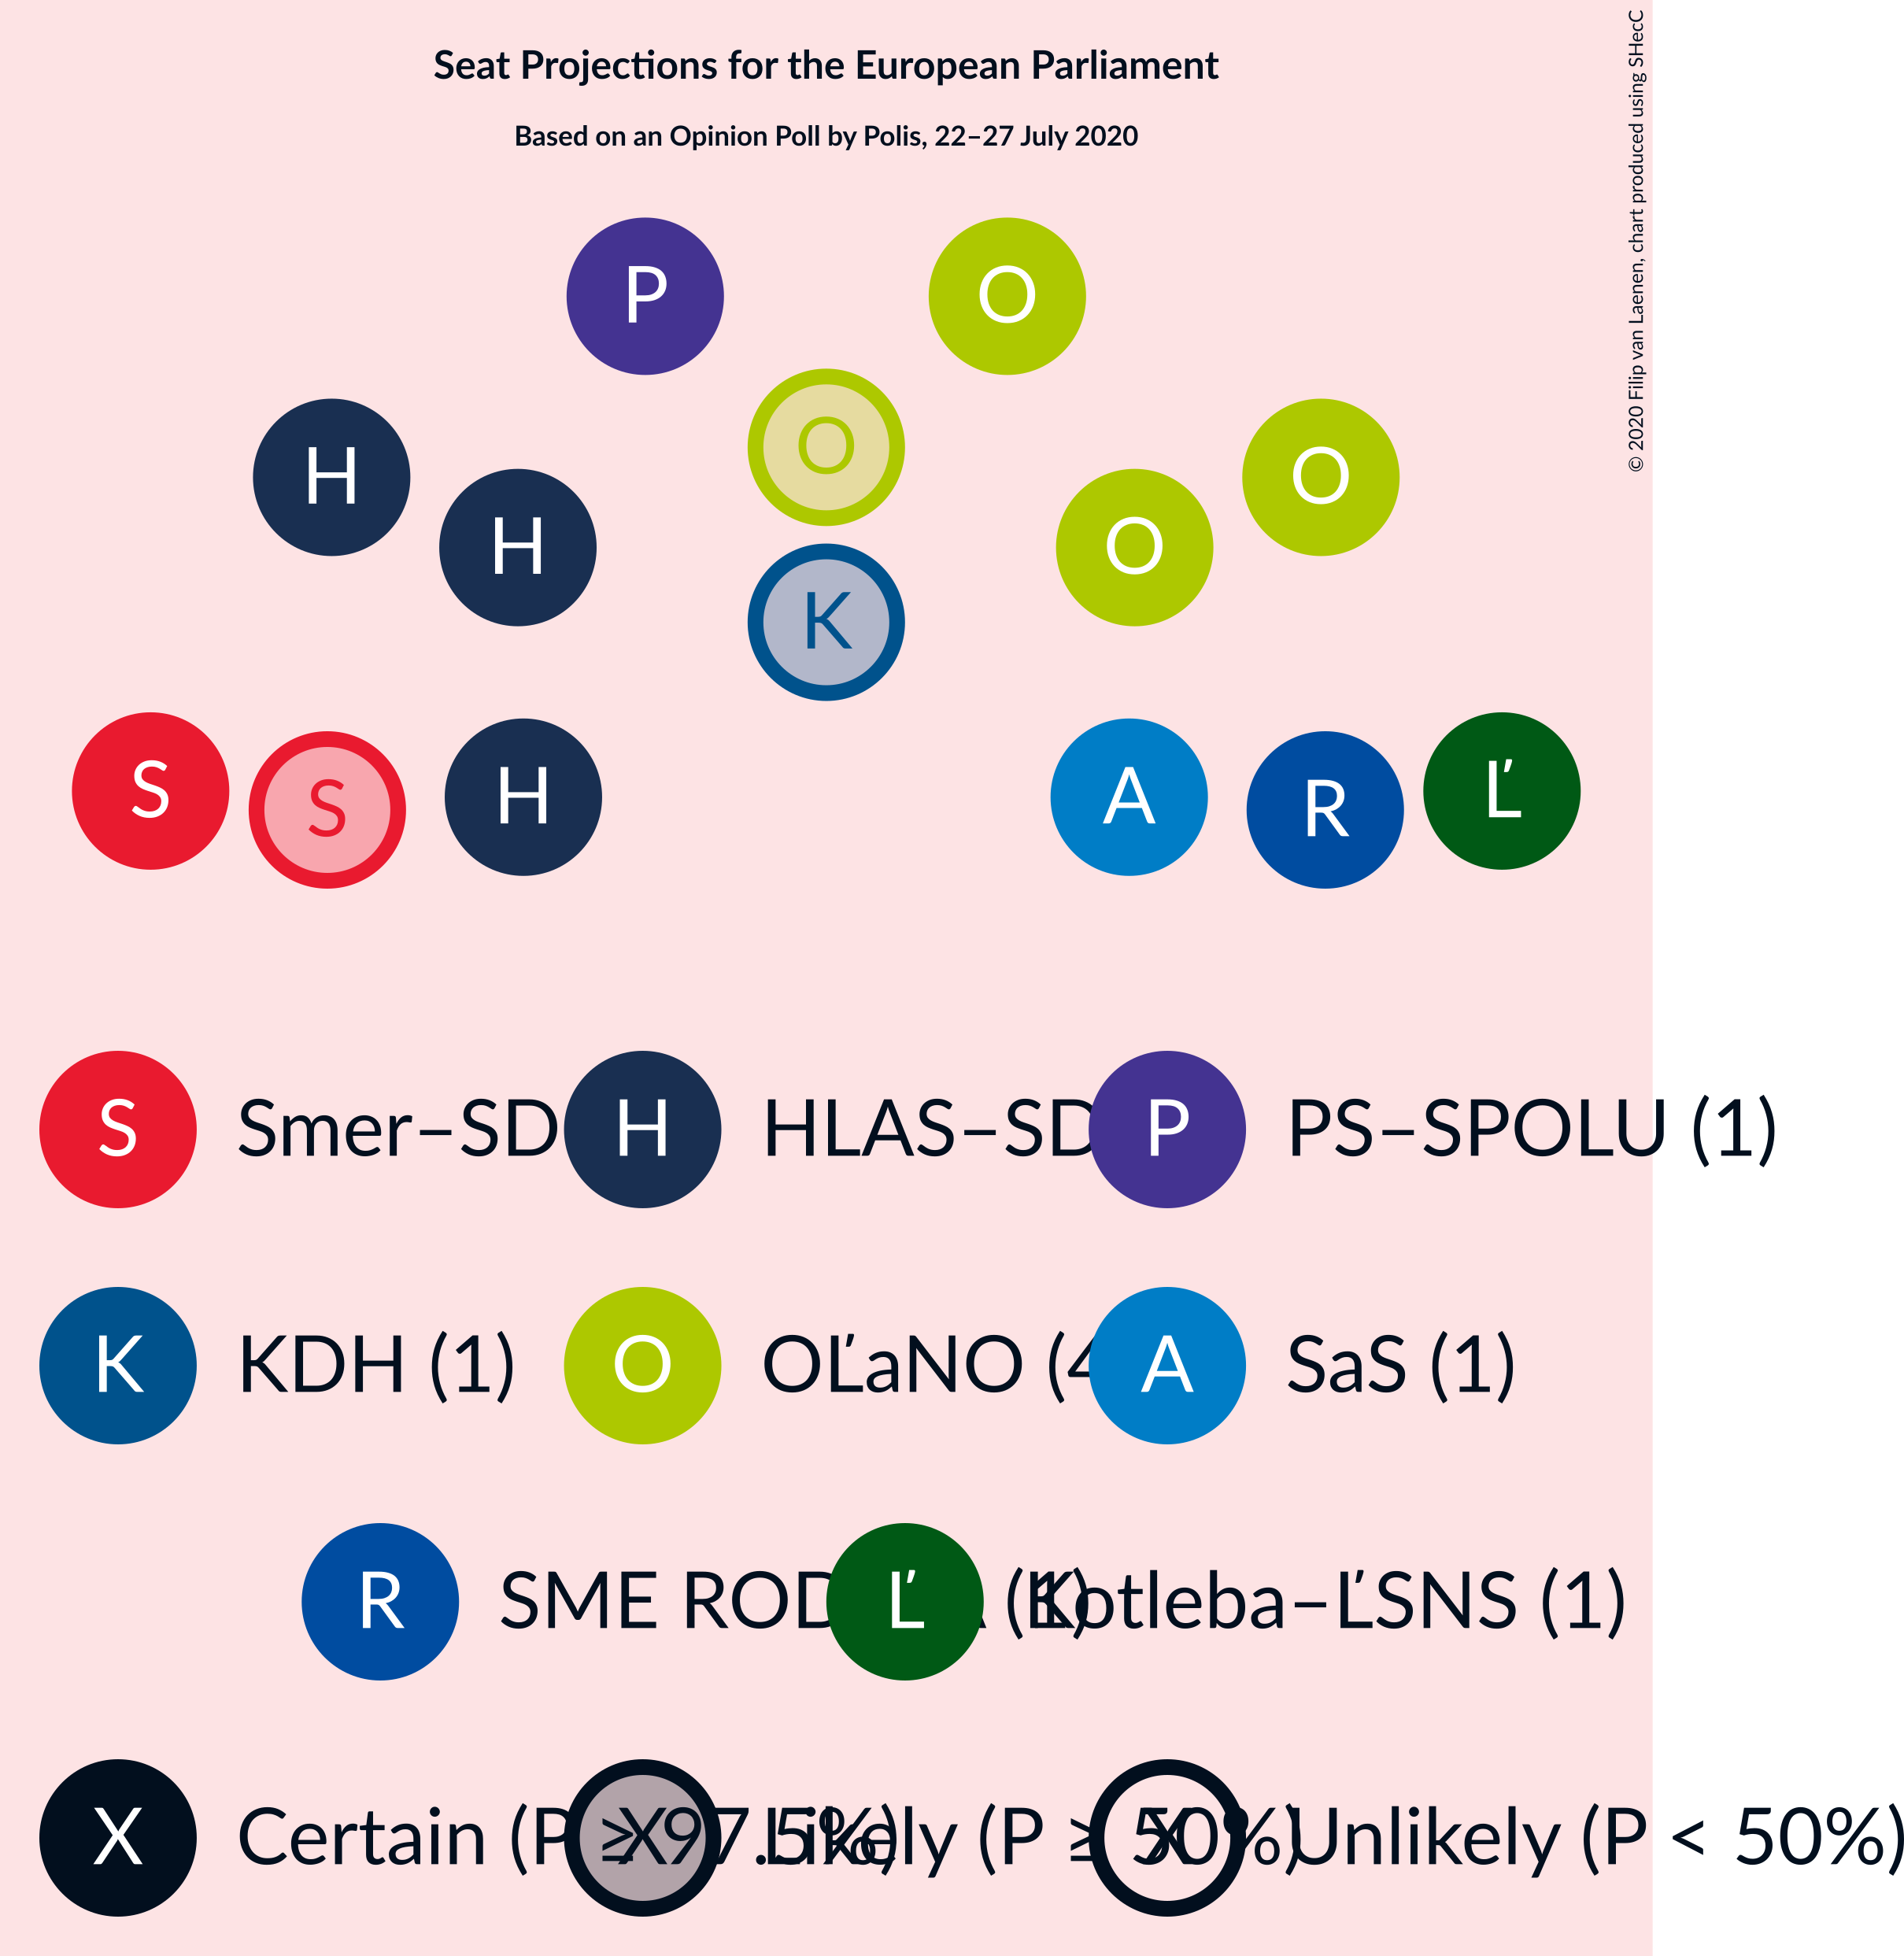 Seat Projections for the European Parliament
Based on an Opinion Poll by Polis, 22–27 July 2020
© 2020 Filip van Laenen, chart produced using SHecC
P O
O
H O
H O
K
S S H A R Ľ
S Smer–SD H HLAS–SD P PS–SPOLU (1)
K KDH (1) O OĽaNO (4 A SaS (1)
R SME Ľ Kotleba–ĽSNS (1)
X Certain (P ≥ 97.5%) X Likely (P ≥ 50%) X Unlikely (P < 50%)